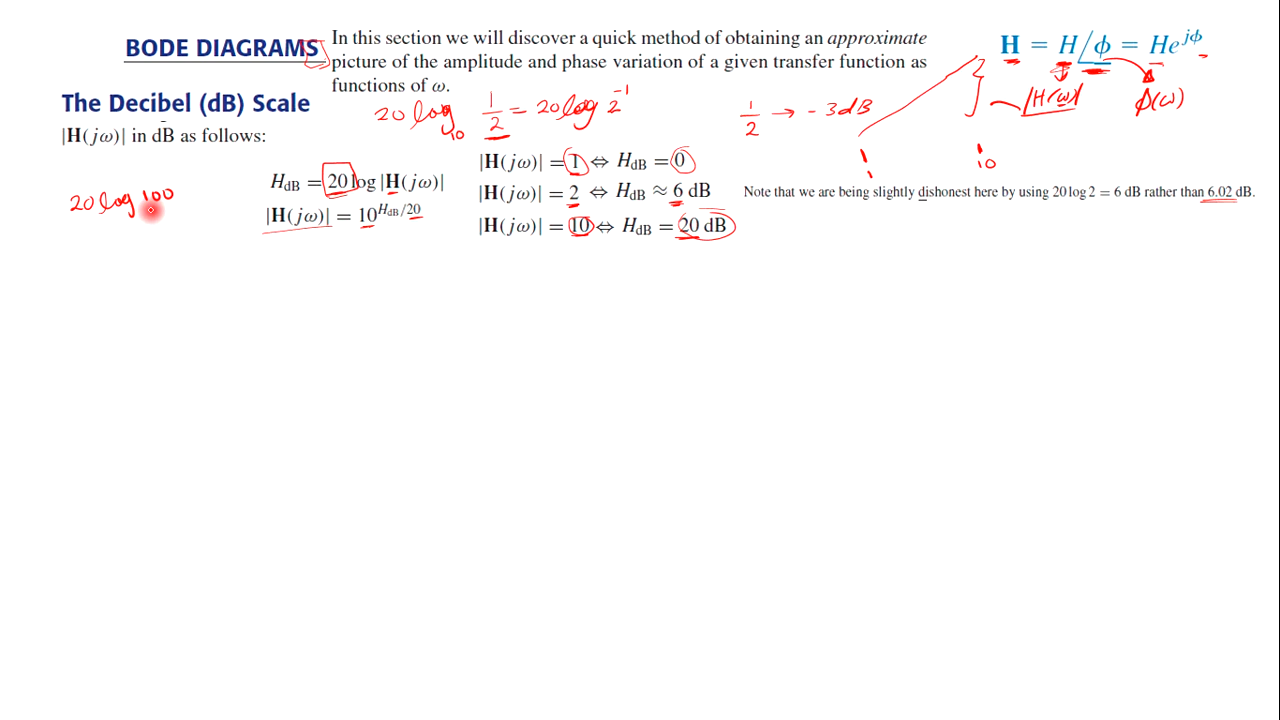 BODE DIAGRAMS
In this section we will discover a quick method of obtaining an approximate
picture of the amplitude and phase variation of a given transfer function as
functions of ω.
H = H/ϕ = He^{jϕ}
|H(ω)|
ϕ(ω)
The Decibel (dB) Scale
|H(jω)| in dB as follows:
20 log₁₀ 1/2 = 20 log 2⁻¹
1/2 → - 3dB
10
H_dB = 20 log |H(jω)|
|H(jω)| = 10^{H_dB/20}
20 log 100
|H(jω)| = 1 ⇔ H_dB = 0
|H(jω)| = 2 ⇔ H_dB ≈ 6 dB
|H(jω)| = 10 ⇔ H_dB = 20 dB
Note that we are being slightly dishonest here by using 20 log 2 = 6 dB rather than 6.02 dB.